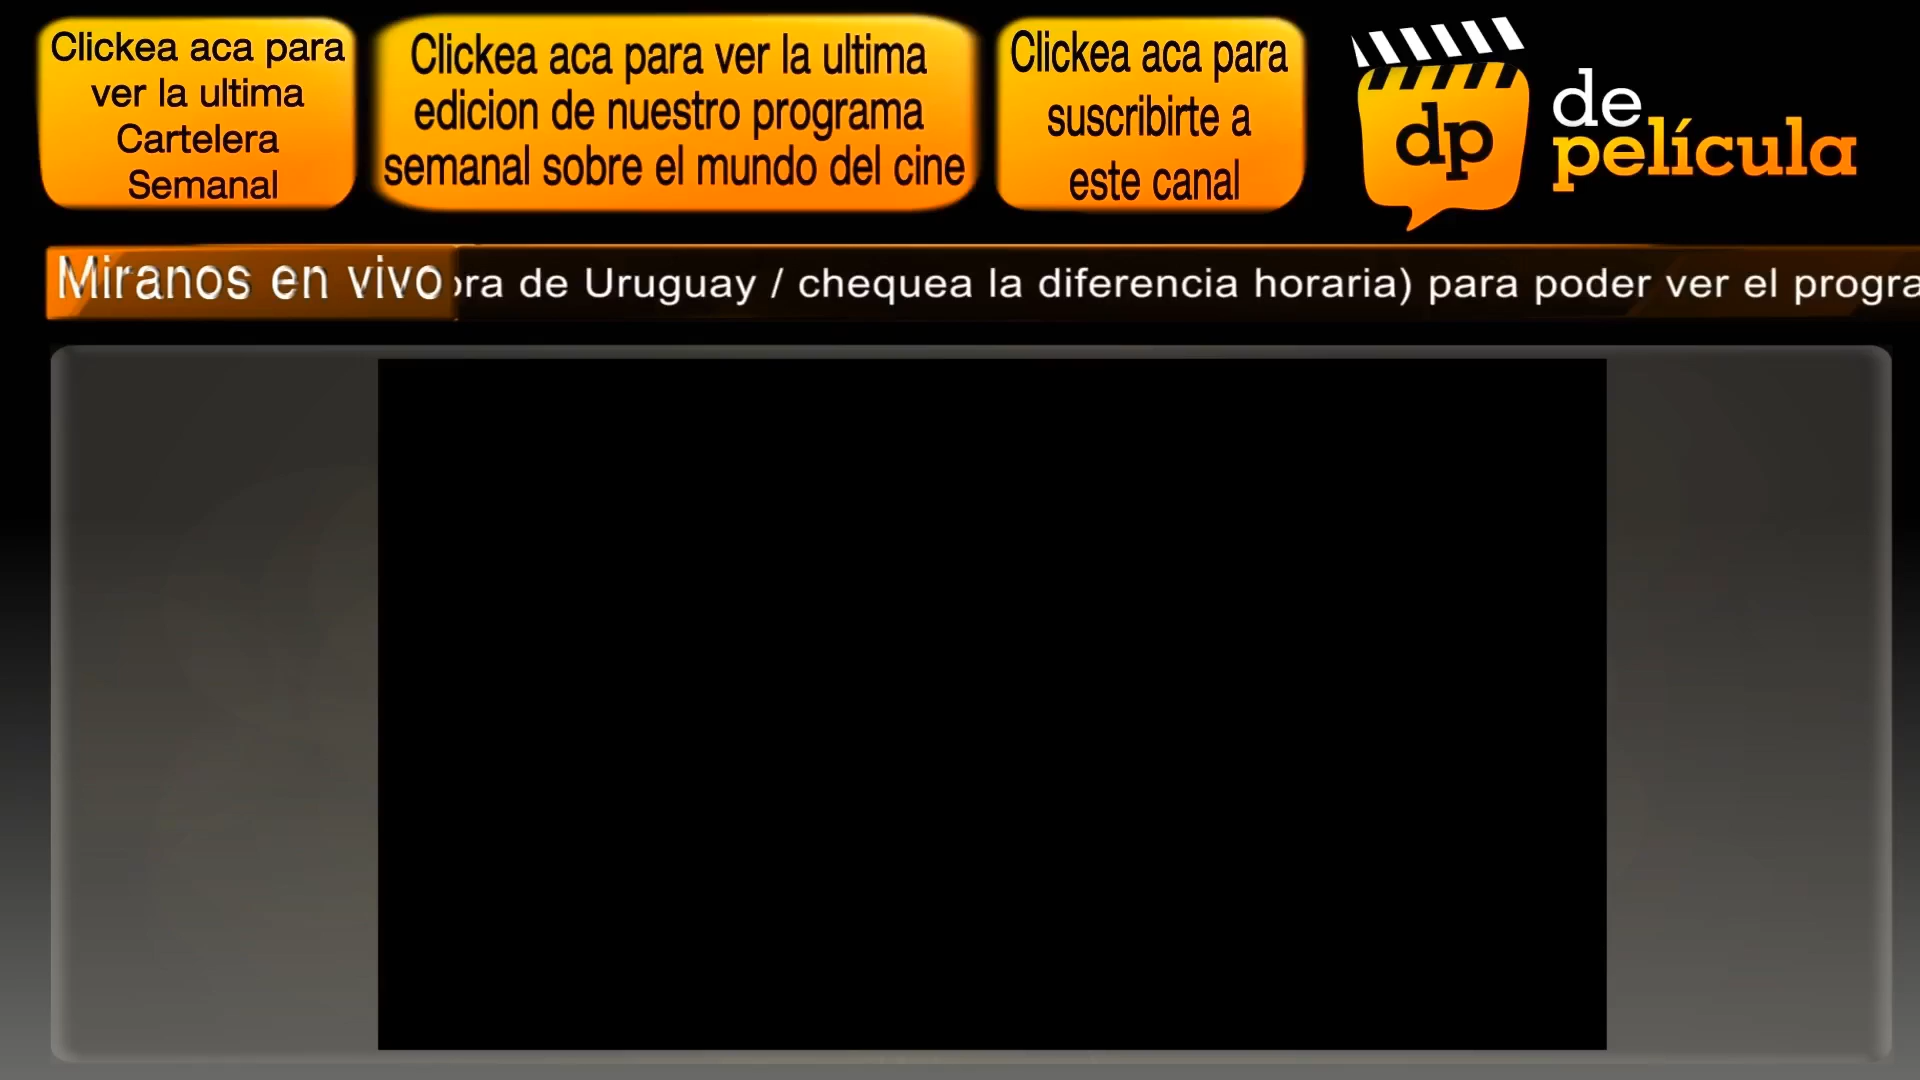 Clickea aca para
ver la ultima
Cartelera
Semanal
Clickea aca para ver la ultima
edicion de nuestro programa
semanal sobre el mundo del cine
Clickea aca para
suscribirte a
este canal
dp
de
película
Miranos en vivo
de Uruguay / chequea la diferencia horaria) para poder ver el